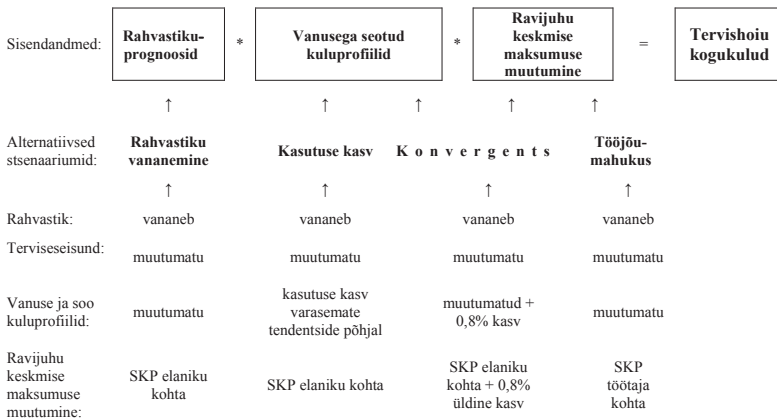 Sisendandmed:
Rahvastiku-
prognoosid
*
Vanusega seotud
kuluprofiilid
*
Ravijuhu
keskmise
maksumuse
muutumine
=
Tervishoiu
kogukulud
↑ ↑ ↑ ↑ ↑
Alternatiivsed
stsenaariumid:
Rahvastiku
vananemine
Kasutuse kasv
K o n v e r g e n t s
Tööjõu-
mahukus
↑ ↑ ↑ ↑
Rahvastik: vananeb vananeb vananeb vananeb
Terviseseisund: muutumatu muutumatu muutumatu muutumatu
Vanuse ja soo
kuluprofiilid:
muutumatu
kasutuse kasv
varasemate
tendentside põhjal
muutumatud +
0,8% kasv
muutumatu
Ravijuhu
keskmise
maksumuse
muutumine:
SKP elaniku
kohta
SKP elaniku kohta
SKP elaniku
kohta + 0,8%
üldine kasv
SKP
töötaja
kohta